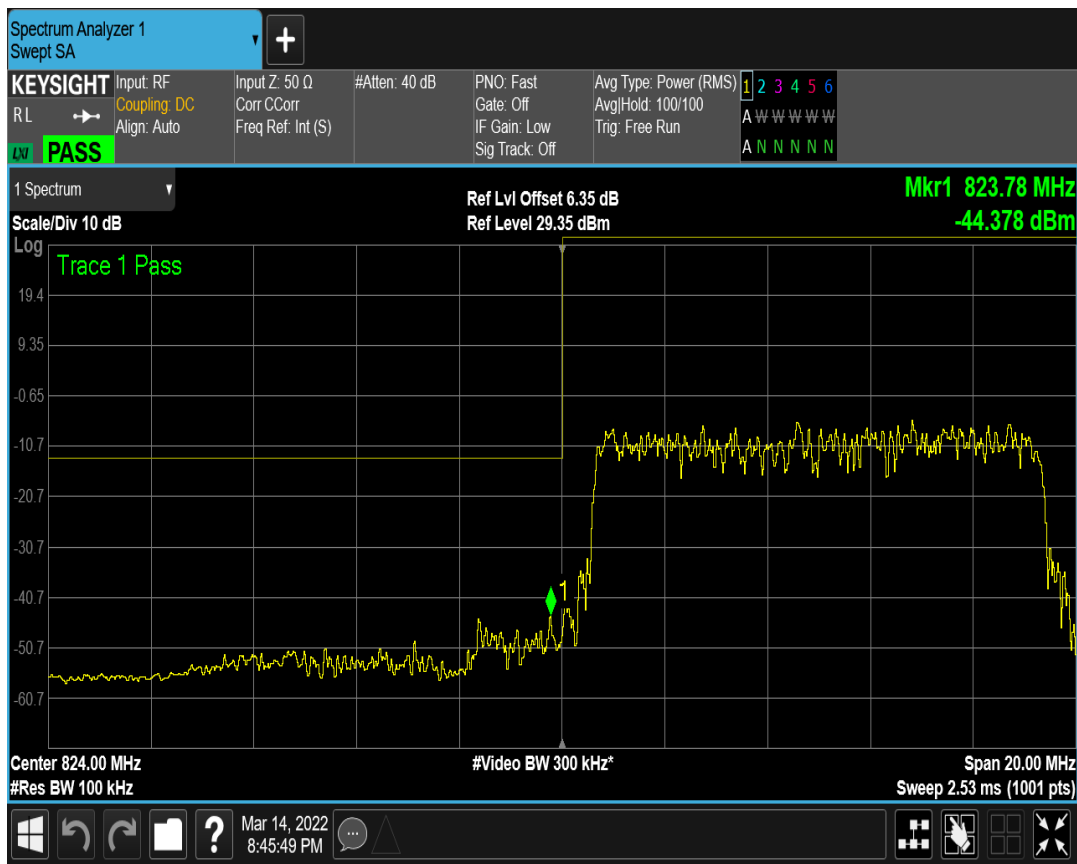 Spectrum Analyzer 1
Swept SA
+
KEYSIGHT
R L
LXI PASS
Input: RF
Coupling: DC
Align: Auto
Input Z: 50 Ω
Corr CCorr
Freq Ref: Int (S)
#Atten: 40 dB
PNO: Fast
Gate: Off
IF Gain: Low
Sig Track: Off
Avg Type: Power (RMS)
Avg|Hold: 100/100
Trig: Free Run
1 2 3 4 5 6
A W W W W W
A N N N N N
1 Spectrum
Scale/Div 10 dB
Ref Lvl Offset 6.35 dB
Ref Level 29.35 dBm
Mkr1 823.78 MHz
-44.378 dBm
Log
Trace 1 Pass
19.4
9.35
-0.65
-10.7
-20.7
-30.7
-40.7
-50.7
-60.7
1
Center 824.00 MHz
#Res BW 100 kHz
#Video BW 300 kHz*
Span 20.00 MHz
Sweep 2.53 ms (1001 pts)
?
Mar 14, 2022
8:45:49 PM